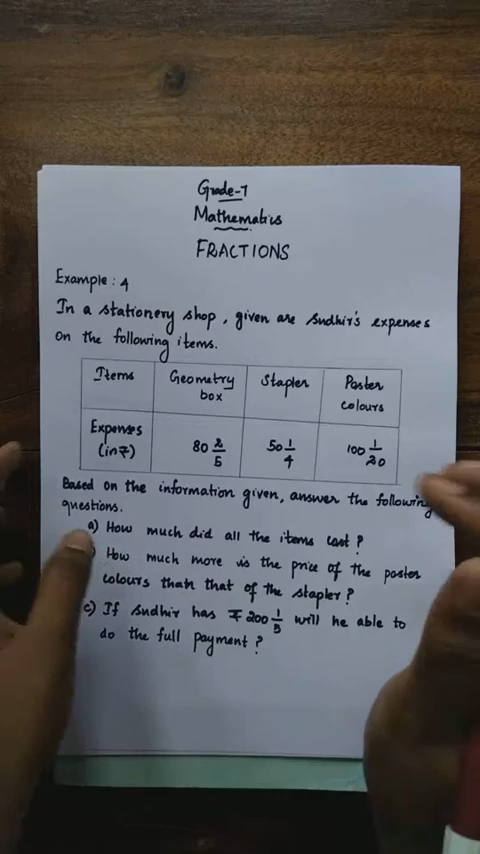 Grade-7
Mathematics
FRACTIONS
Example : 4
In a stationery shop, given are Sudhir's expenses
on the following items.
Items Geometry box Stapler Poster colours
Expenses (in ₹) 80 2/5 50 1/4 100 1/20
Based on the information given, answer the following
questions.
a) How much did all the items cost ?
) How much more is the price of the poster
colours than that of the stapler ?
c) If Sudhir has ₹ 200 1/5 will he able to
do the full payment ?